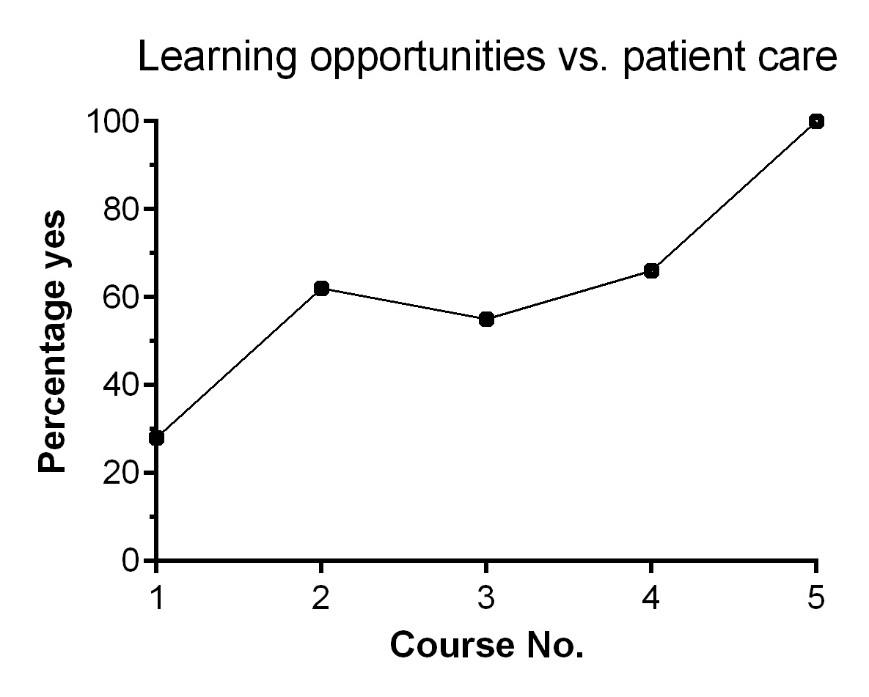 Learning opportunities vs. patient care
100
80
60
40
20
0
Percentage yes
1 2 3 4 5
Course No.